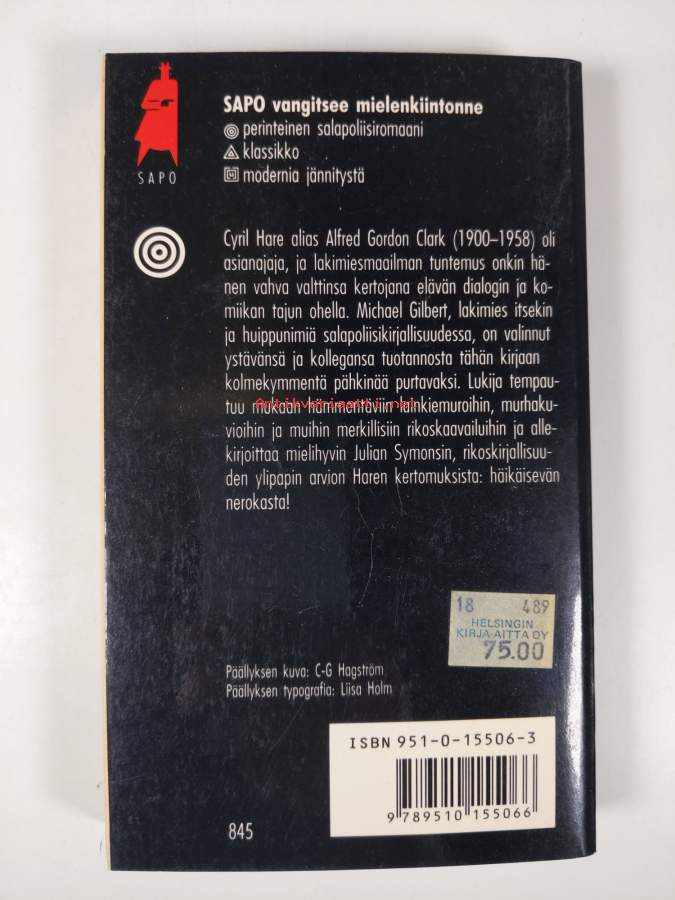 SAPO vangitsee mielenkiintonne
perinteinen salapoliisiromaani
klassikko
modernia jännitystä
SAPO
Cyril Hare alias Alfred Gordon Clark (1900–1958) oli
asianajaja, ja lakimiesmaailman tuntemus onkin hä-
nen vahva valttinsa kertojana elävän dialogin ja ko-
miikan tajun ohella. Michael Gilbert, lakimies itsekin
ja huippunimiä salapoliisikirjallisuudessa, on valinnut
ystävänsä ja kollegansa tuotannosta tähän kirjaan
kolmekymmentä pähkinää purtavaksi. Lukija tempau-
tuu mukaan hämmentäviin lainkiemuroihin, murhaku-
vioihin ja muihin merkillisiin rikoskaavailuihin ja alle-
kirjoittaa mielihyvin Julian Symonsin, rikoskirjallisuu-
den ylipapin arvion Haren kertomuksista: häikäisevän
nerokasta!
Antikvariaatti.net
18 489
HELSINGIN
KIRJA-AITTA OY
75.00
Päällyksen kuva: C-G Hagström
Päällyksen typografia: Liisa Holm
ISBN 951-0-15506-3
9 789510 155066
845